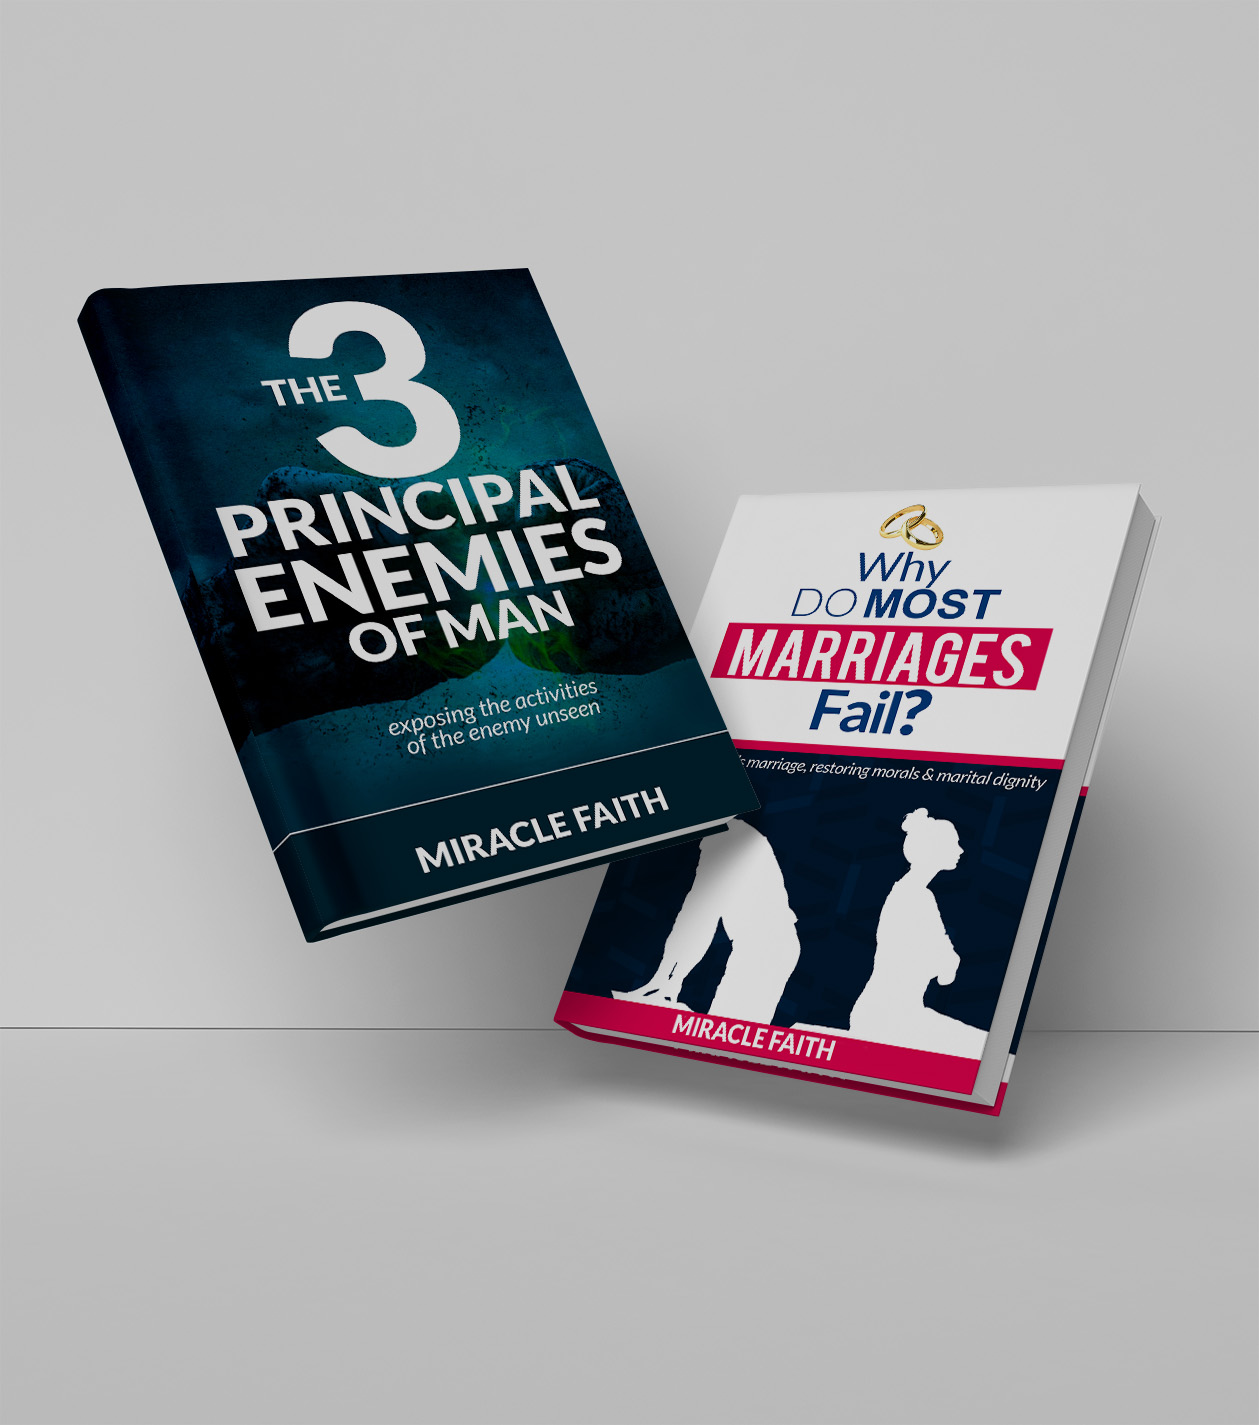 THE 3
PRINCIPAL
ENEMIES
OF MAN
exposing the activities
of the enemy unseen
MIRACLE FAITH
Why
DO MOST
MARRIAGES
Fail?
marriage, restoring morals & marital dignity
MIRACLE FAITH